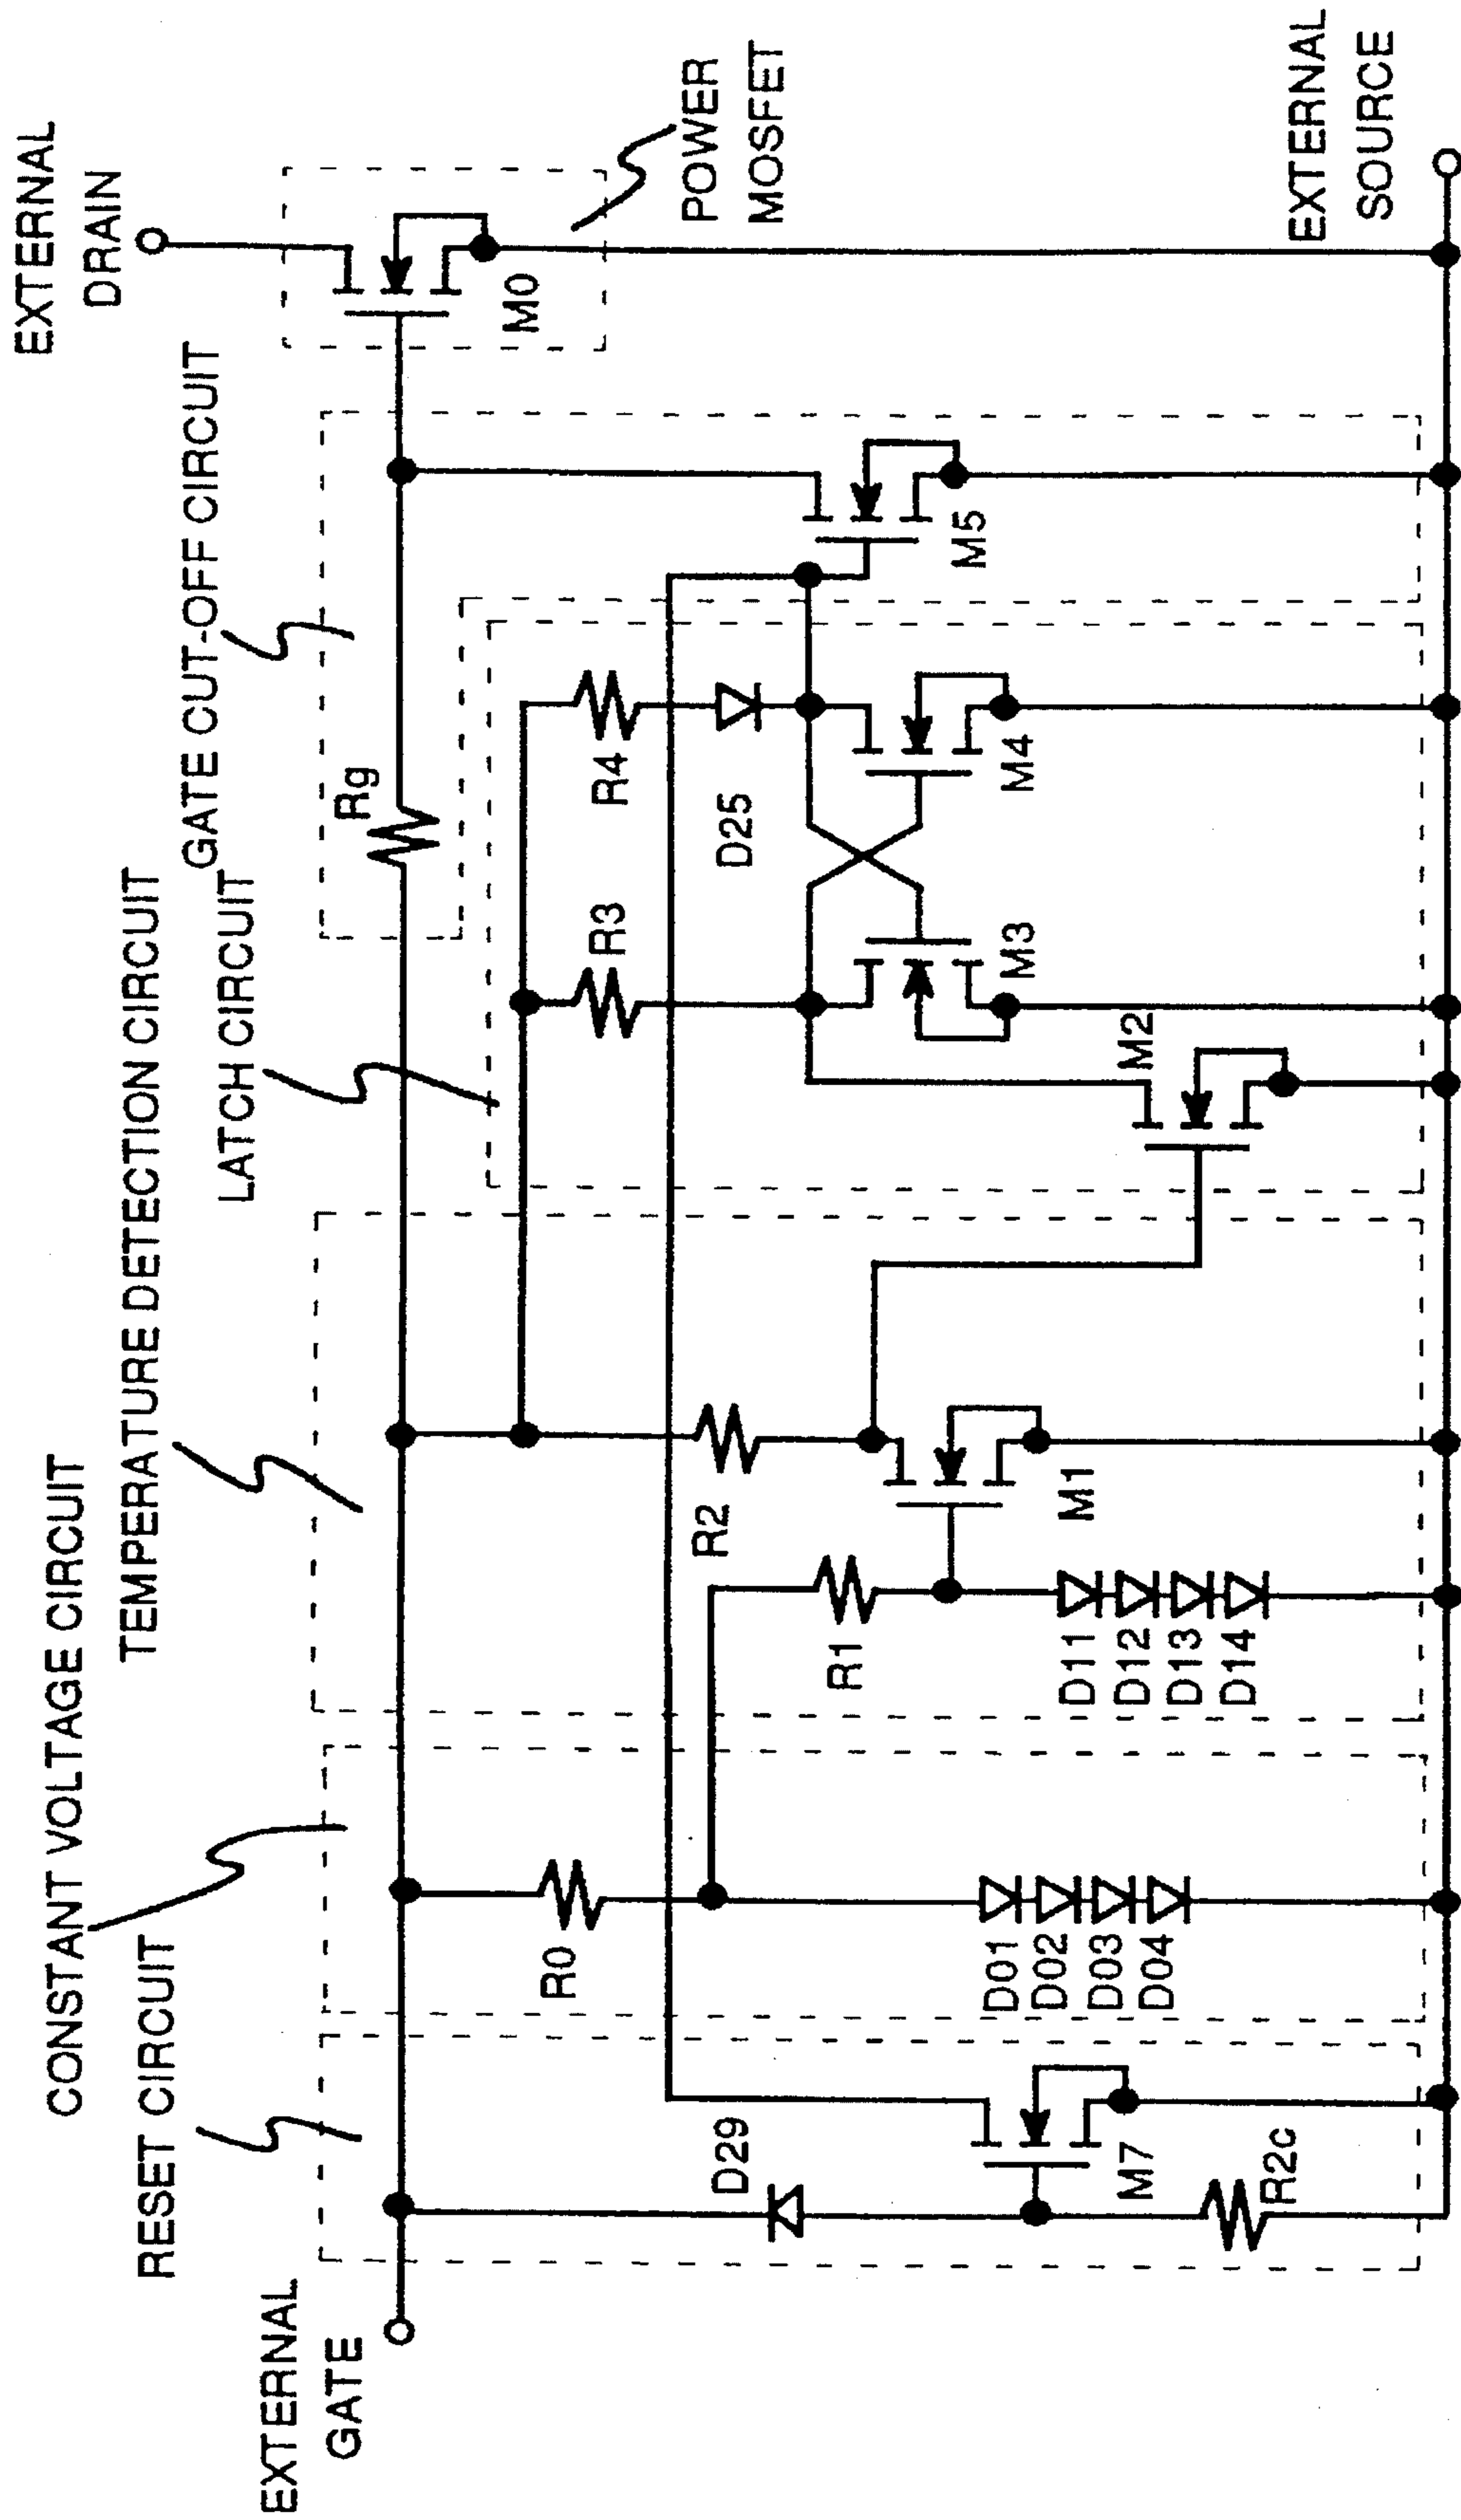 EXTERNAL
DRAIN
POWER
MOSFET
EXTERNAL
SOURCE
M0
GATE CUT-OFF CIRCUIT
Rg
M5
LATCH CIRCUIT
R4
D25
M4
R3
M3
M2
TEMPERATURE DETECTION CIRCUIT
R2
M1
R1
D11
D12
D13
D14
CONSTANT VOLTAGE CIRCUIT
R0
D01
D02
D03
D04
RESET CIRCUIT
D29
M7
R2c
EXTERNAL
GATE